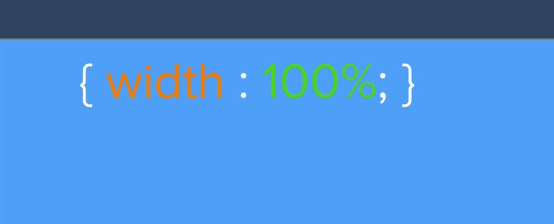 { width : 100%; }